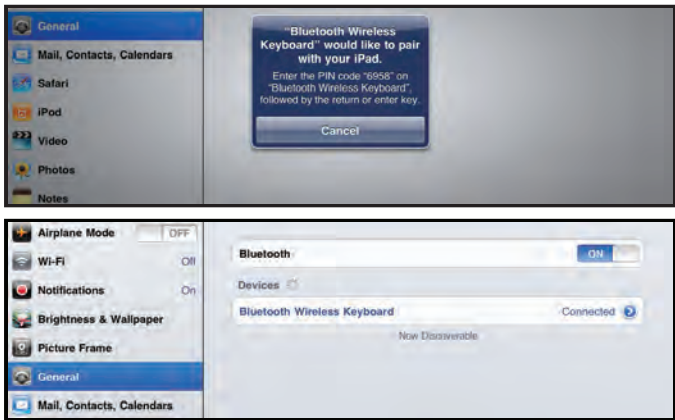 General
Mail, Contacts, Calendars
Safari
iPod
Video
Photos
Notes
"Bluetooth Wireless
Keyboard" would like to pair
with your iPad.
Enter the PIN code "6958" on
"Bluetooth Wireless Keyboard",
followed by the return or enter key.
Cancel
Airplane Mode OFF
Wi-Fi Off
Notifications On
Brightness & Wallpaper
Picture Frame
General
Mail, Contacts, Calendars
Bluetooth ON
Devices
Bluetooth Wireless Keyboard Connected
Now Discoverable